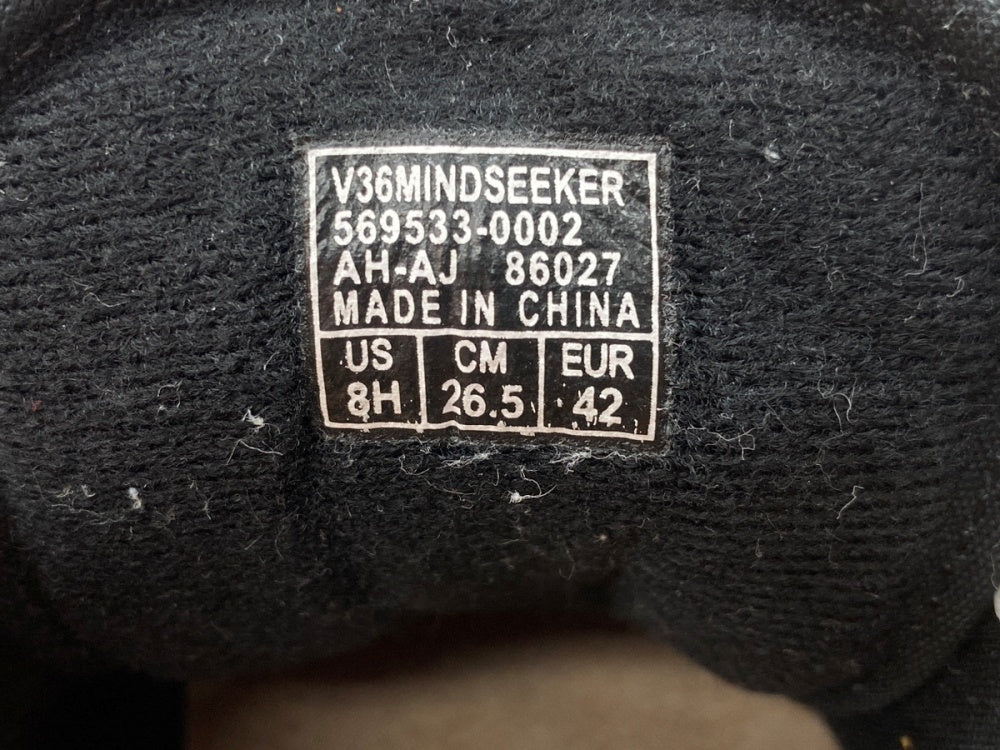 V36MINDSEEKER
569533-0002
AH-AJ 86027
MADE IN CHINA
US CM EUR
8H 26.5 42